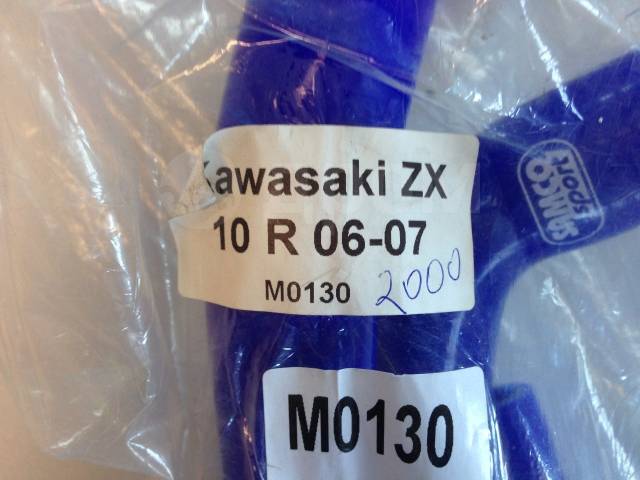 Kawasaki ZX
10 R 06-07
M0130 2000
SAMCO
sport
M0130